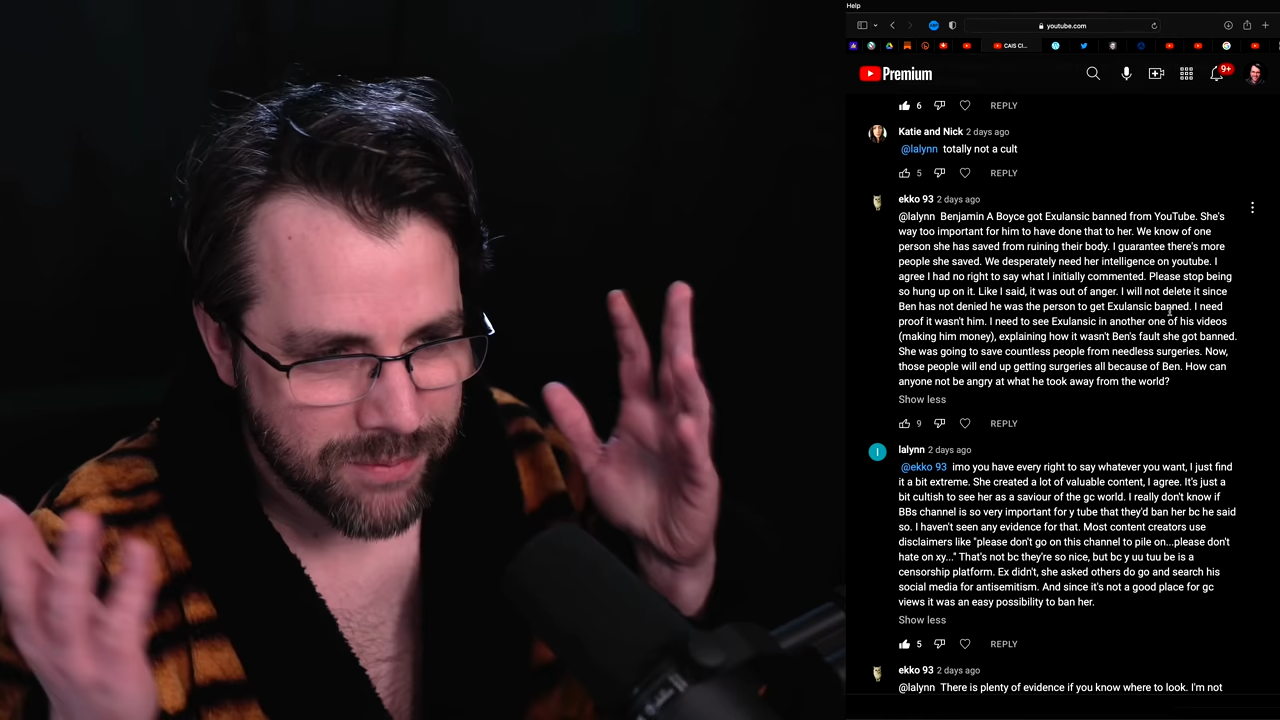 Help
youtube.com
CAIS Cl...
Premium
9+
6
REPLY
Katie and Nick 2 days ago
@lalynn totally not a cult
5
REPLY
ekko 93 2 days ago
@lalynn Benjamin A Boyce got Exulansic banned from YouTube. She's
way too important for him to have done that to her. We know of one
person she has saved from ruining their body. I guarantee there's more
people she saved. We desperately need her intelligence on youtube. I
agree I had no right to say what I initially commented. Please stop being
so hung up on it. Like I said, it was out of anger. I will not delete it since
Ben has not denied he was the person to get Exulansic banned. I need
proof it wasn't him. I need to see Exulansic in another one of his videos
(making him money), explaining how it wasn't Ben's fault she got banned.
She was going to save countless people from needless surgeries. Now,
those people will end up getting surgeries all because of Ben. How can
anyone not be angry at what he took away from the world?
Show less
9
REPLY
lalynn 2 days ago
@ekko 93 imo you have every right to say whatever you want, I just find
it a bit extreme. She created a lot of valuable content, I agree. It's just a
bit cultish to see her as a saviour of the gc world. I really don't know if
BBs channel is so very important for y tube that they'd ban her bc he said
so. I haven't seen any evidence for that. Most content creators use
disclaimers like "please don't go on this channel to pile on...please don't
hate on xy..." That's not bc they're so nice, but bc y uu tuu be is a
censorship platform. Ex didn't, she asked others do go and search his
social media for antisemitism. And since it's not a good place for gc
views it was an easy possibility to ban her.
Show less
5
REPLY
ekko 93 2 days ago
@lalynn There is plenty of evidence if you know where to look. I'm not